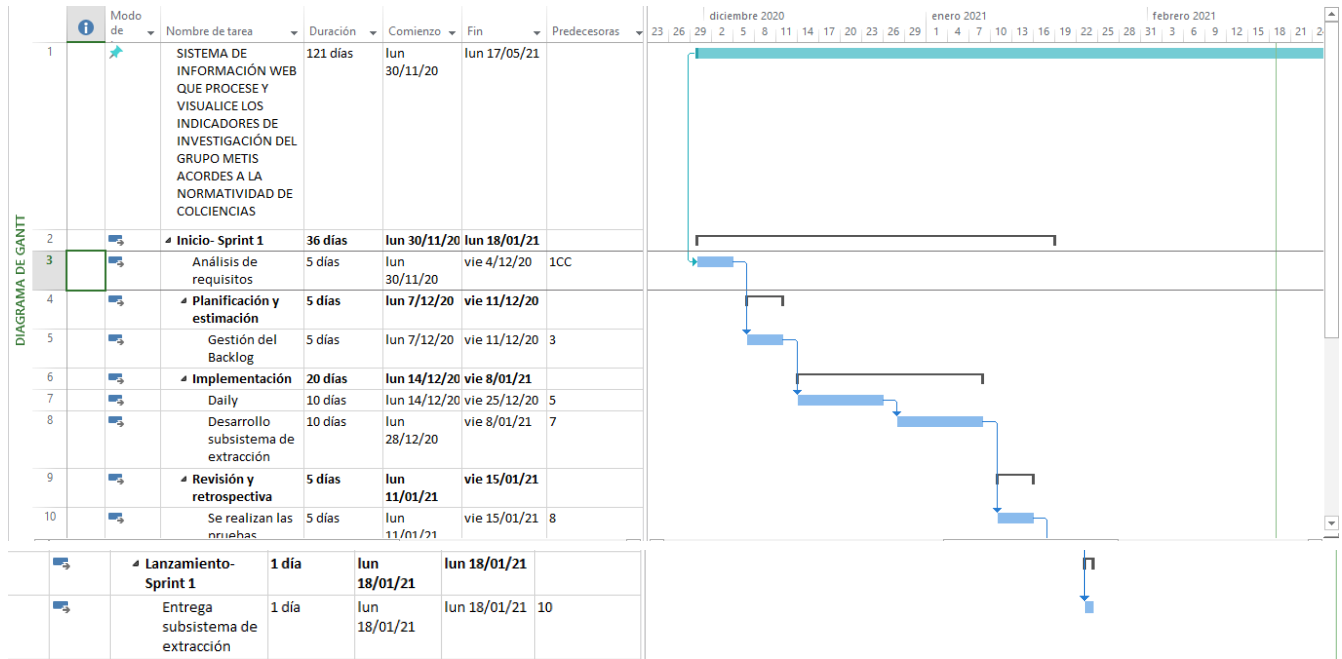 Modo de
Nombre de tarea
Duración
Comienzo
Fin
Predecesoras
diciembre 2020
enero 2021
febrero 2021
23 26 29 2 5 8 11 14 17 20 23 26 29 1 4 7 10 13 16 19 22 25 28 31 3 6 9 12 15 18 21
DIAGRAMA DE GANTT
1 SISTEMA DE 121 días lun lun 17/05/21
INFORMACIÓN WEB 30/11/20
QUE PROCESE Y
VISUALICE LOS
INDICADORES DE
INVESTIGACIÓN DEL
GRUPO METIS
ACORDES A LA
NORMATIVIDAD DE
COLCIENCIAS
2 Inicio- Sprint 1 36 días lun 30/11/20 lun 18/01/21
3 Análisis de 5 días lun vie 4/12/20 1CC
requisitos 30/11/20
4 Planificación y 5 días lun 7/12/20 vie 11/12/20
estimación
5 Gestión del 5 días lun 7/12/20 vie 11/12/20 3
Backlog
6 Implementación 20 días lun 14/12/20 vie 8/01/21
7 Daily 10 días lun 14/12/20 vie 25/12/20 5
8 Desarrollo 10 días lun vie 8/01/21 7
subsistema de 28/12/20
extracción
9 Revisión y 5 días lun vie 15/01/21
retrospectiva 11/01/21
10 Se realizan las 5 días lun vie 15/01/21 8
pruebas 11/01/21
Lanzamiento- 1 día lun lun 18/01/21
Sprint 1 18/01/21
Entrega 1 día lun lun 18/01/21 10
subsistema de 18/01/21
extracción